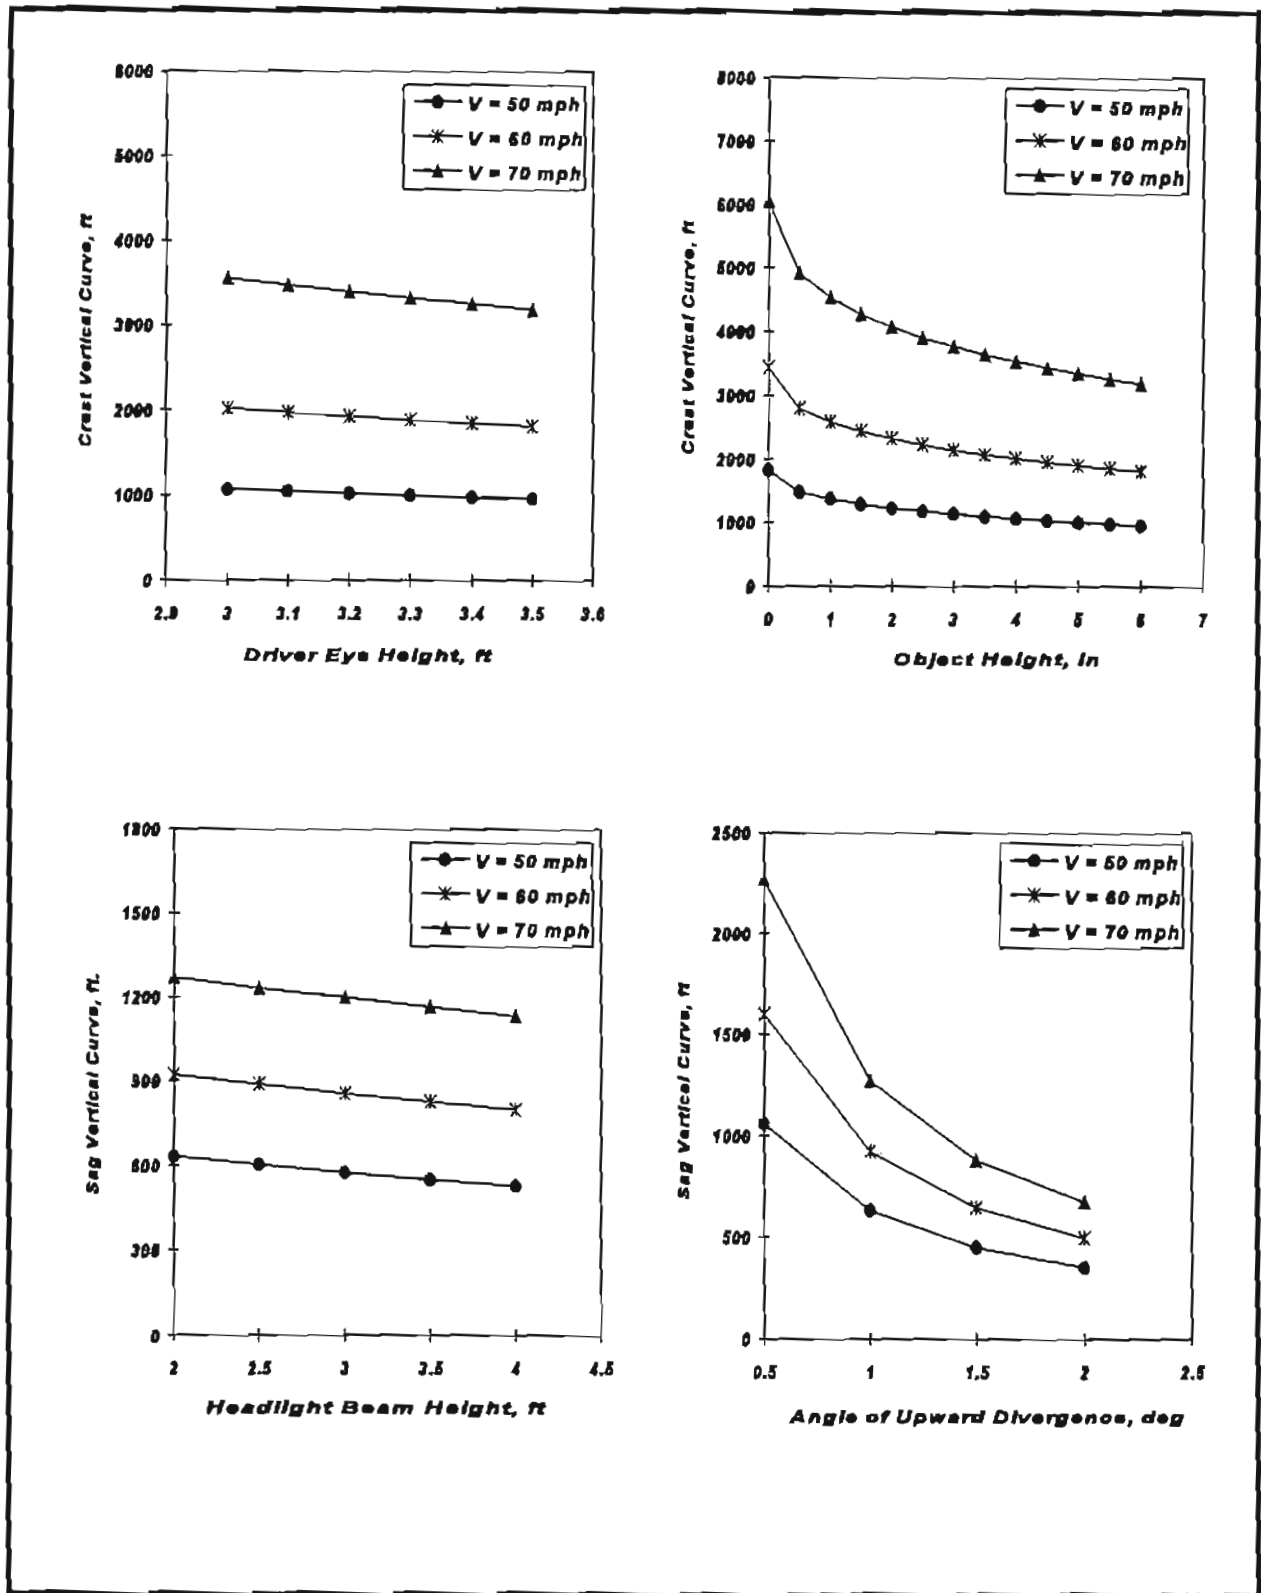 6000
5000
4000
3000
2000
1000
0
Crest Vertical Curve, ft
V = 50 mph
V = 60 mph
V = 70 mph
2.9 3 3.1 3.2 3.3 3.4 3.5 3.6
Driver Eye Height, ft
8000
7000
6000
5000
4000
3000
2000
1000
0
Crest Vertical Curve, ft
V = 50 mph
V = 60 mph
V = 70 mph
0 1 2 3 4 5 6 7
Object Height, in
1800
1500
1200
900
600
300
0
Sag Vertical Curve, ft.
V = 50 mph
V = 60 mph
V = 70 mph
2 2.5 3 3.5 4 4.5
Headlight Beam Height, ft
2500
2000
1500
1000
500
0
Sag Vertical Curve, ft
V = 50 mph
V = 60 mph
V = 70 mph
0.5 1 1.5 2 2.5
Angle of Upward Divergence, deg